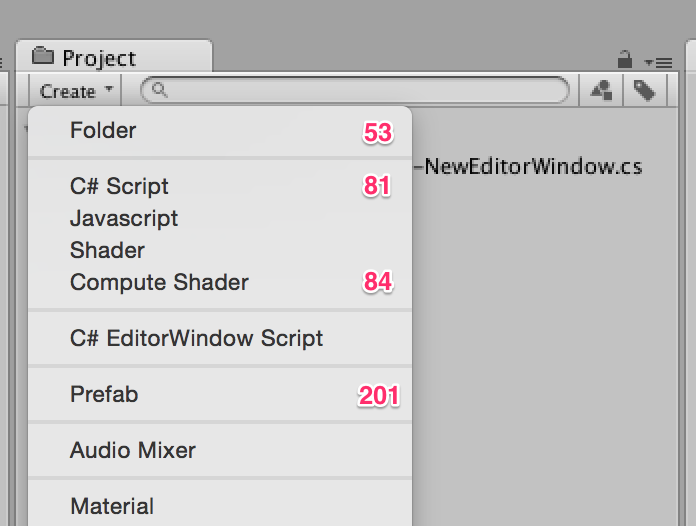 Project
Create
Folder 53
-NewEditorWindow.cs
C# Script 81
Javascript
Shader
Compute Shader 84
C# EditorWindow Script
Prefab 201
Audio Mixer
Material